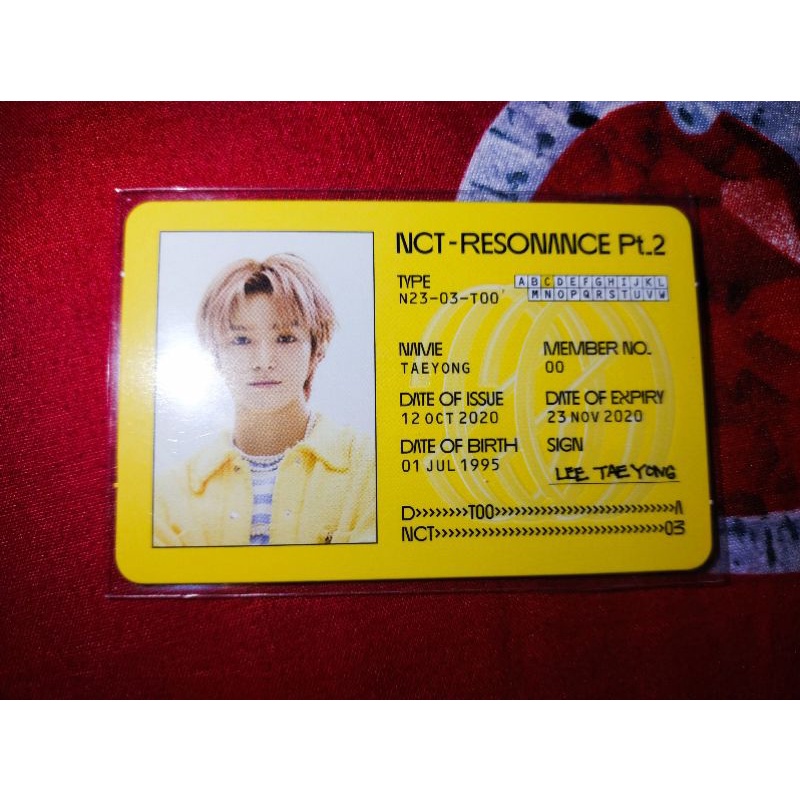 NCT-RESONANCE Pt.2
TYPE
N23-03-T00
A B C D E F G H I J K L
M N O P Q R S T U V W
NAME
TAEYONG
MEMBER NO.
00
DATE OF ISSUE
12 OCT 2020
DATE OF EXPIRY
23 NOV 2020
DATE OF BIRTH
01 JUL 1995
SIGN
LEE TAE YONG
D>>>>>>>>T00>>>>>>>>>>>>>>>>>>>>>>>>>>>A
NCT>>>>>>>>>>>>>>>>>>>>>>>>>>>>>>>>>>03